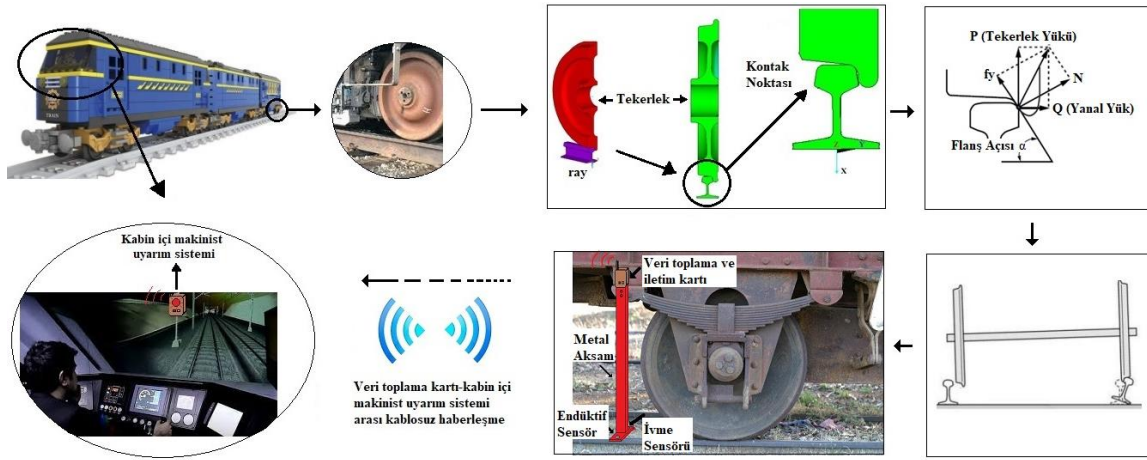 Tekerlek
ray
Kontak
Noktası
Z
Y
x
P (Tekerlek Yükü)
fy
N
Q (Yanal Yük)
Flanş Açısı
α
Kabin içi makinist
uyarım sistemi
Veri toplama kartı-kabin içi
makinist uyarım sistemi
arası kablosuz haberleşme
Veri toplama ve
iletim kartı
Metal
Aksam
Endüktif
Sensör
İvme
Sensörü